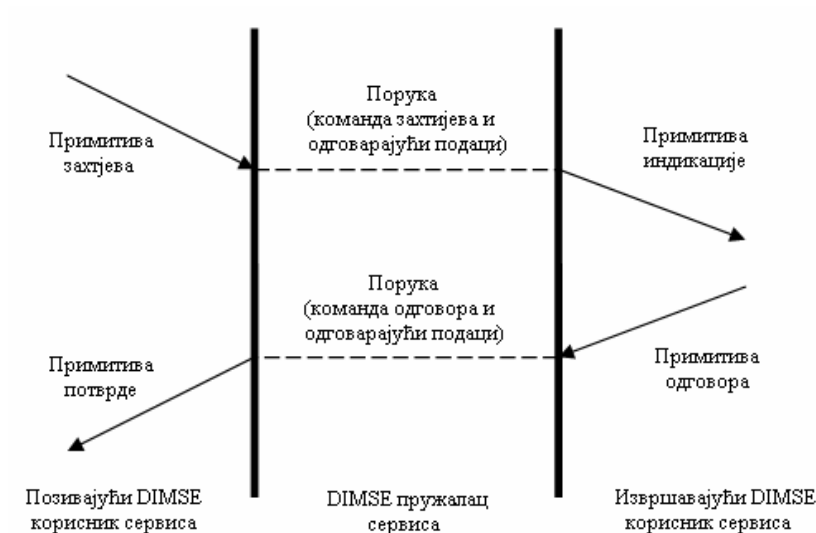 Порука
(команда захтијева и
одговарајући подаци)
Примитива
захтјева
Примитива
индикације
Порука
(команда одговора и
одговарајући подаци)
Примитива
потврде
Примитива
одговора
Позивајући DIMSE
корисник сервиса
DIMSE пружалац
сервиса
Извршавајући DIMSE
корисник сервиса